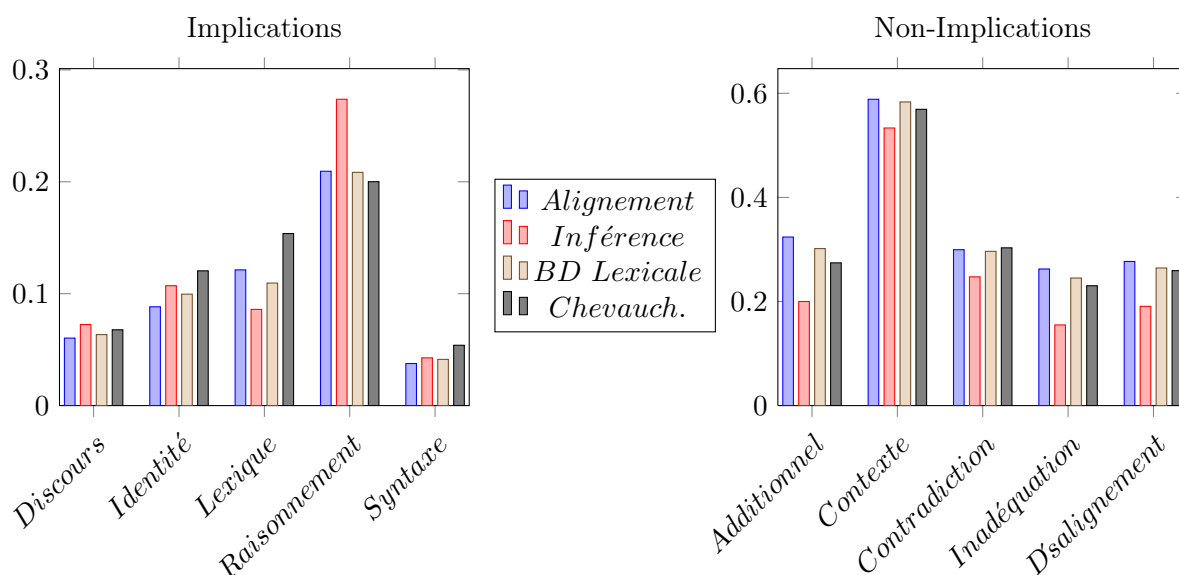 Implications
0.3
0.2
0.1
0
Discours
Identité
Lexique
Raisonnement
Syntaxe
Alignement
Inférence
BD Lexicale
Chevauch.
Non-Implications
0.6
0.4
0.2
0
Additionnel
Contexte
Contradiction
Inadéquation
D'salignement